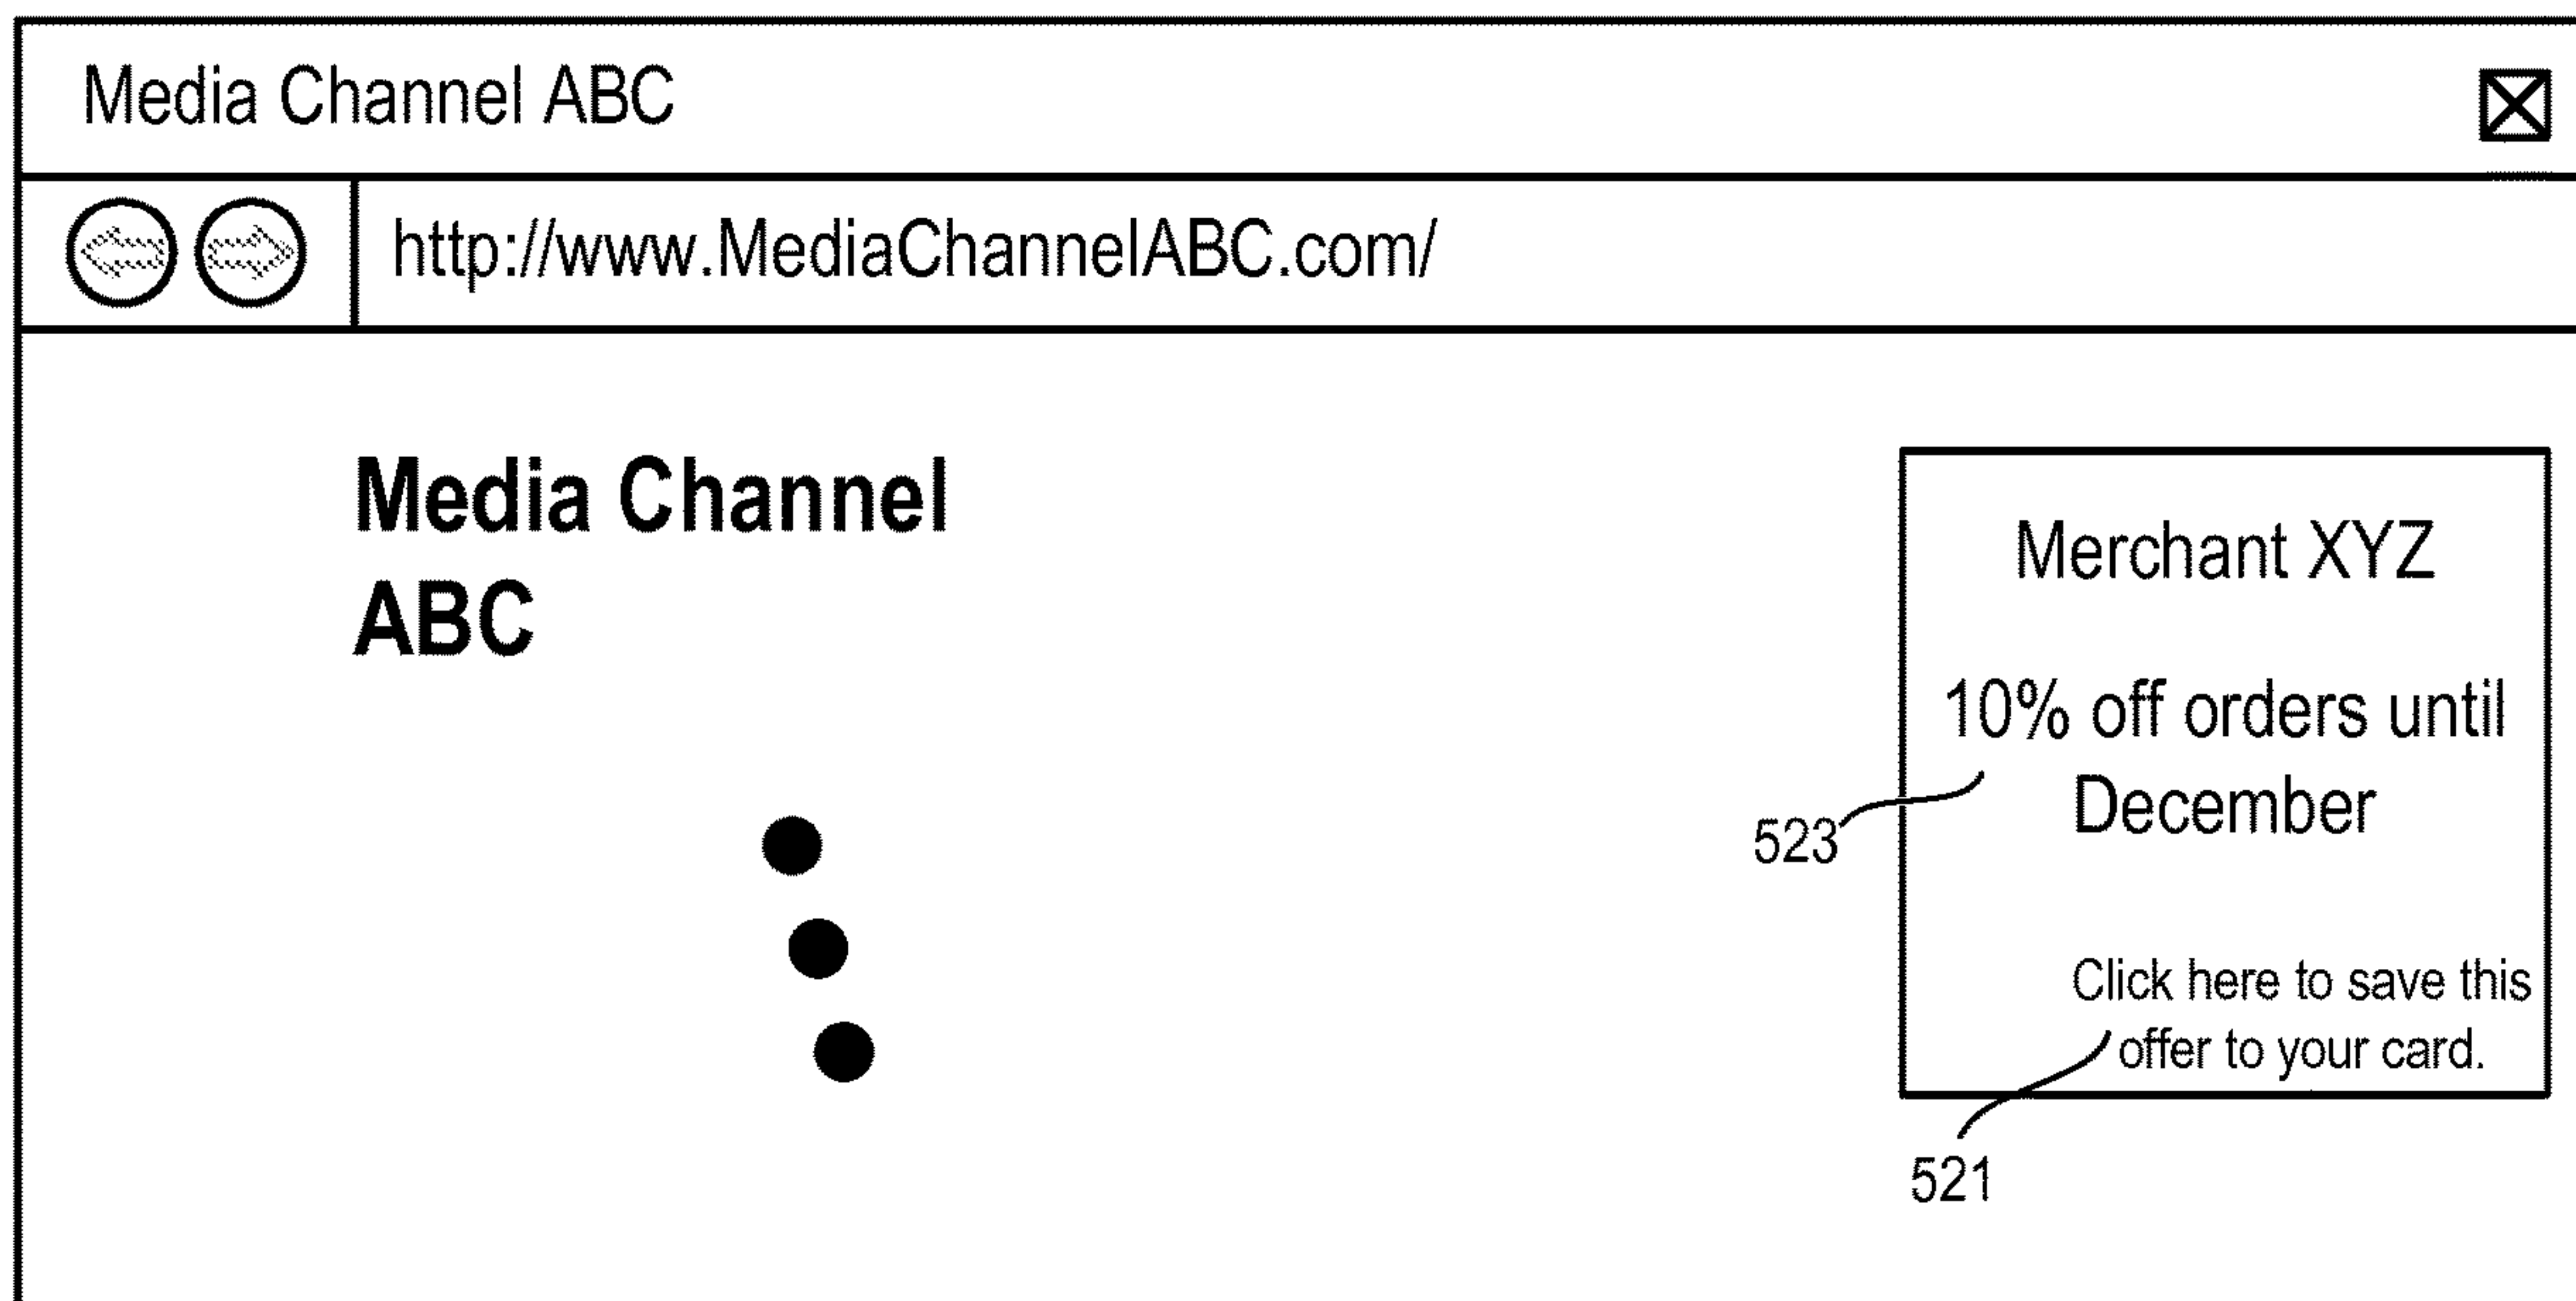 Media Channel ABC
http://www.MediaChannelABC.com/
Media Channel
ABC
Merchant XYZ
10% off orders until
December
523
Click here to save this
offer to your card.
521